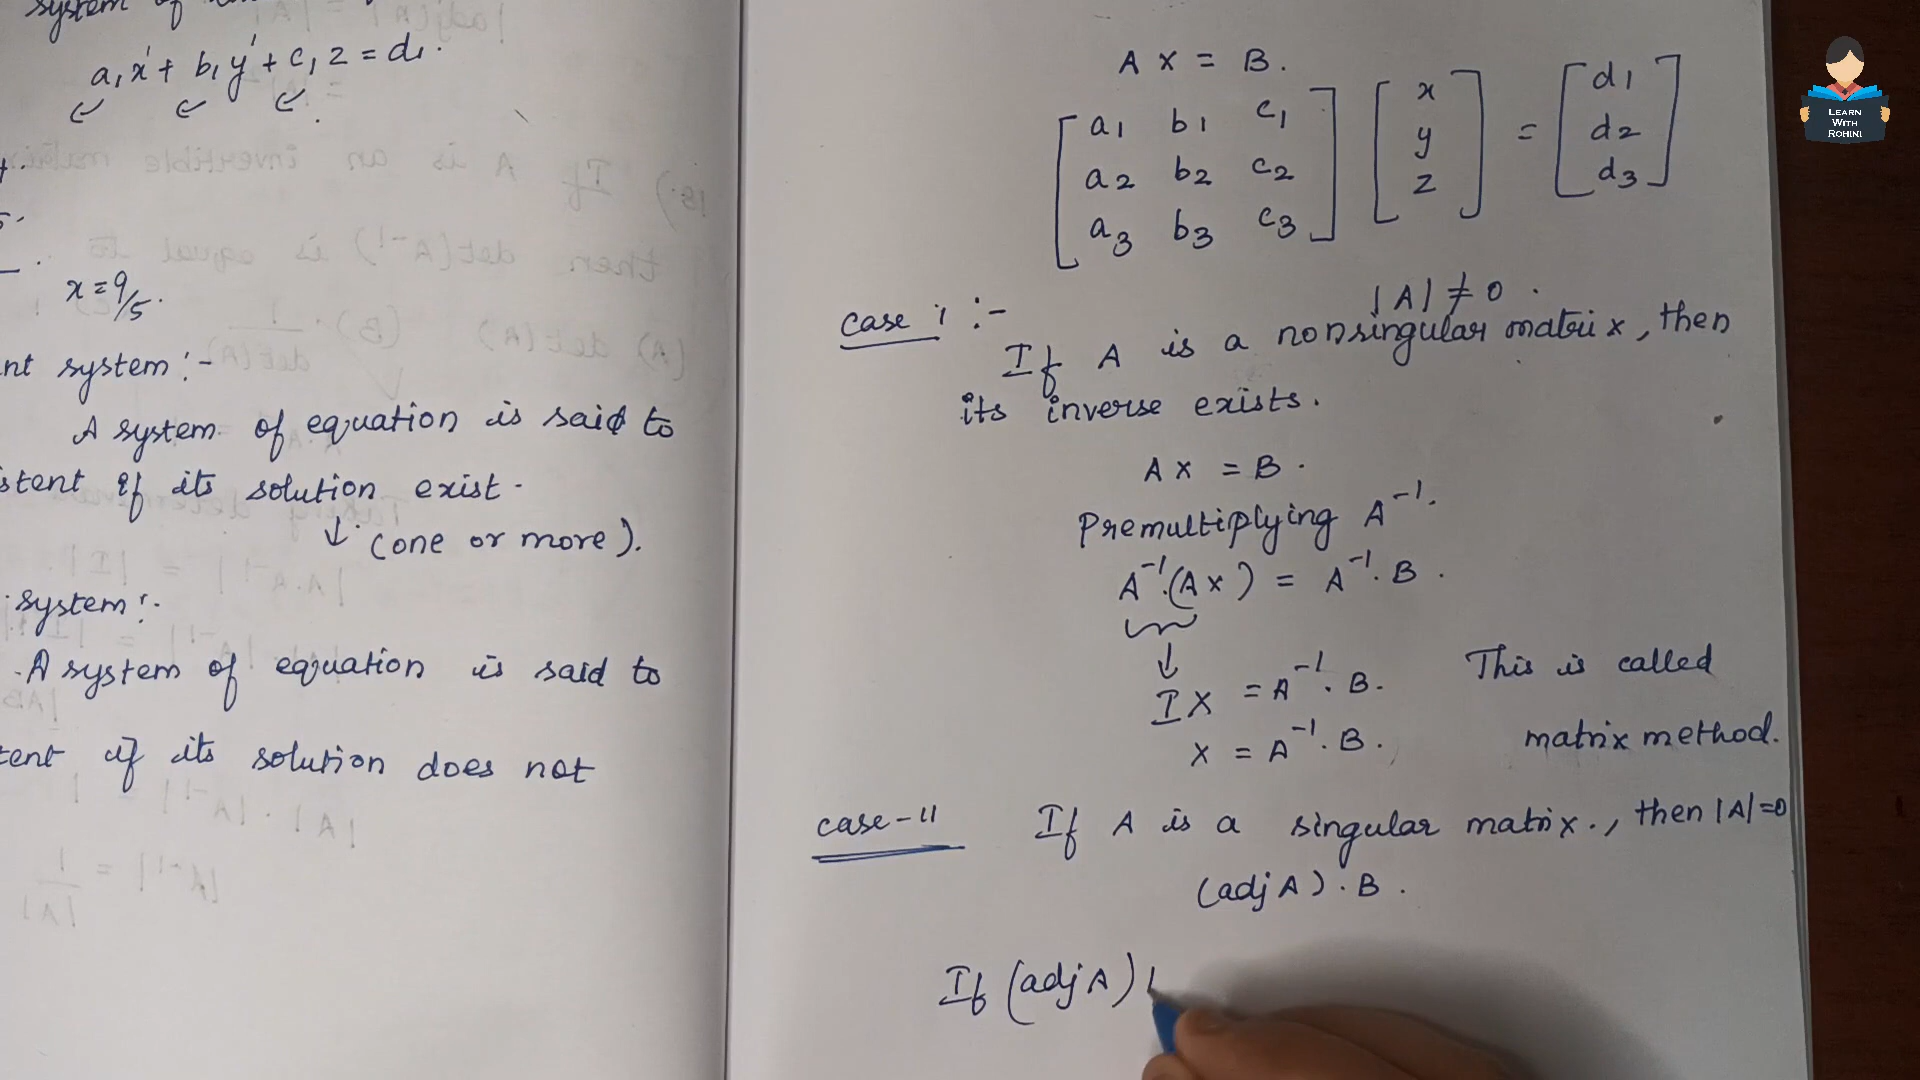 system of
a1x + b1y + c1z = d1.
x = 9/5.
system :-
A system of equation is said to
if its solution exist.
↓ (one or more).
system :-
A system of equation is said to
if its solution does not
AX = B.
a1 b1 c1 x = d1
a2 b2 c2 y d2
a3 b3 c3 z d3
|A| ≠ 0.
case i :-
If A is a nonsingular matrix, then
its inverse exists.
AX = B.
Premultiplying A⁻¹.
A⁻¹.(AX) = A⁻¹.B.
↓
IX = A⁻¹.B. This is called
X = A⁻¹.B. matrix method.
case-II If A is a singular matrix., then |A|=0
(adj A).B.
If (adj A)
LEARN
WITH
ROHINI